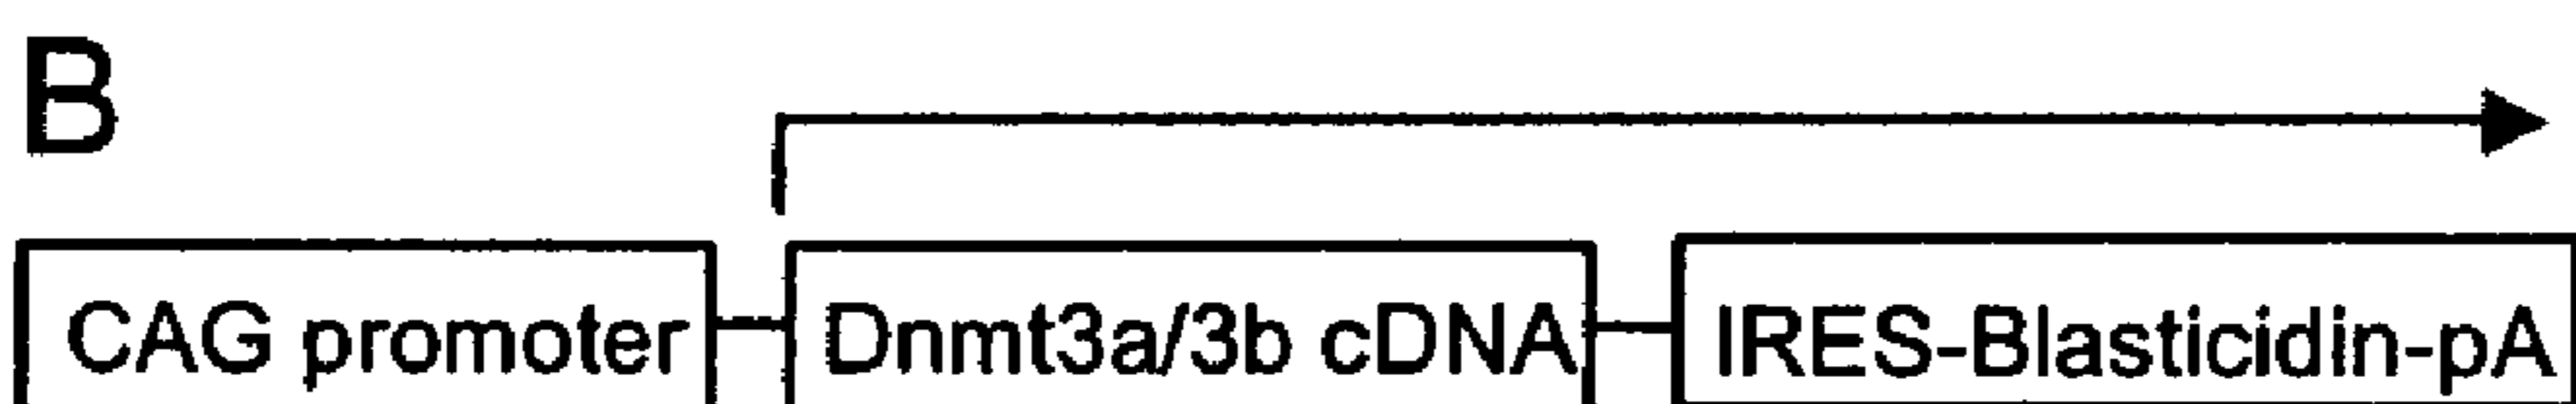 B
CAG promoter Dnmt3a/3b cDNA IRES-Blasticidin-pA